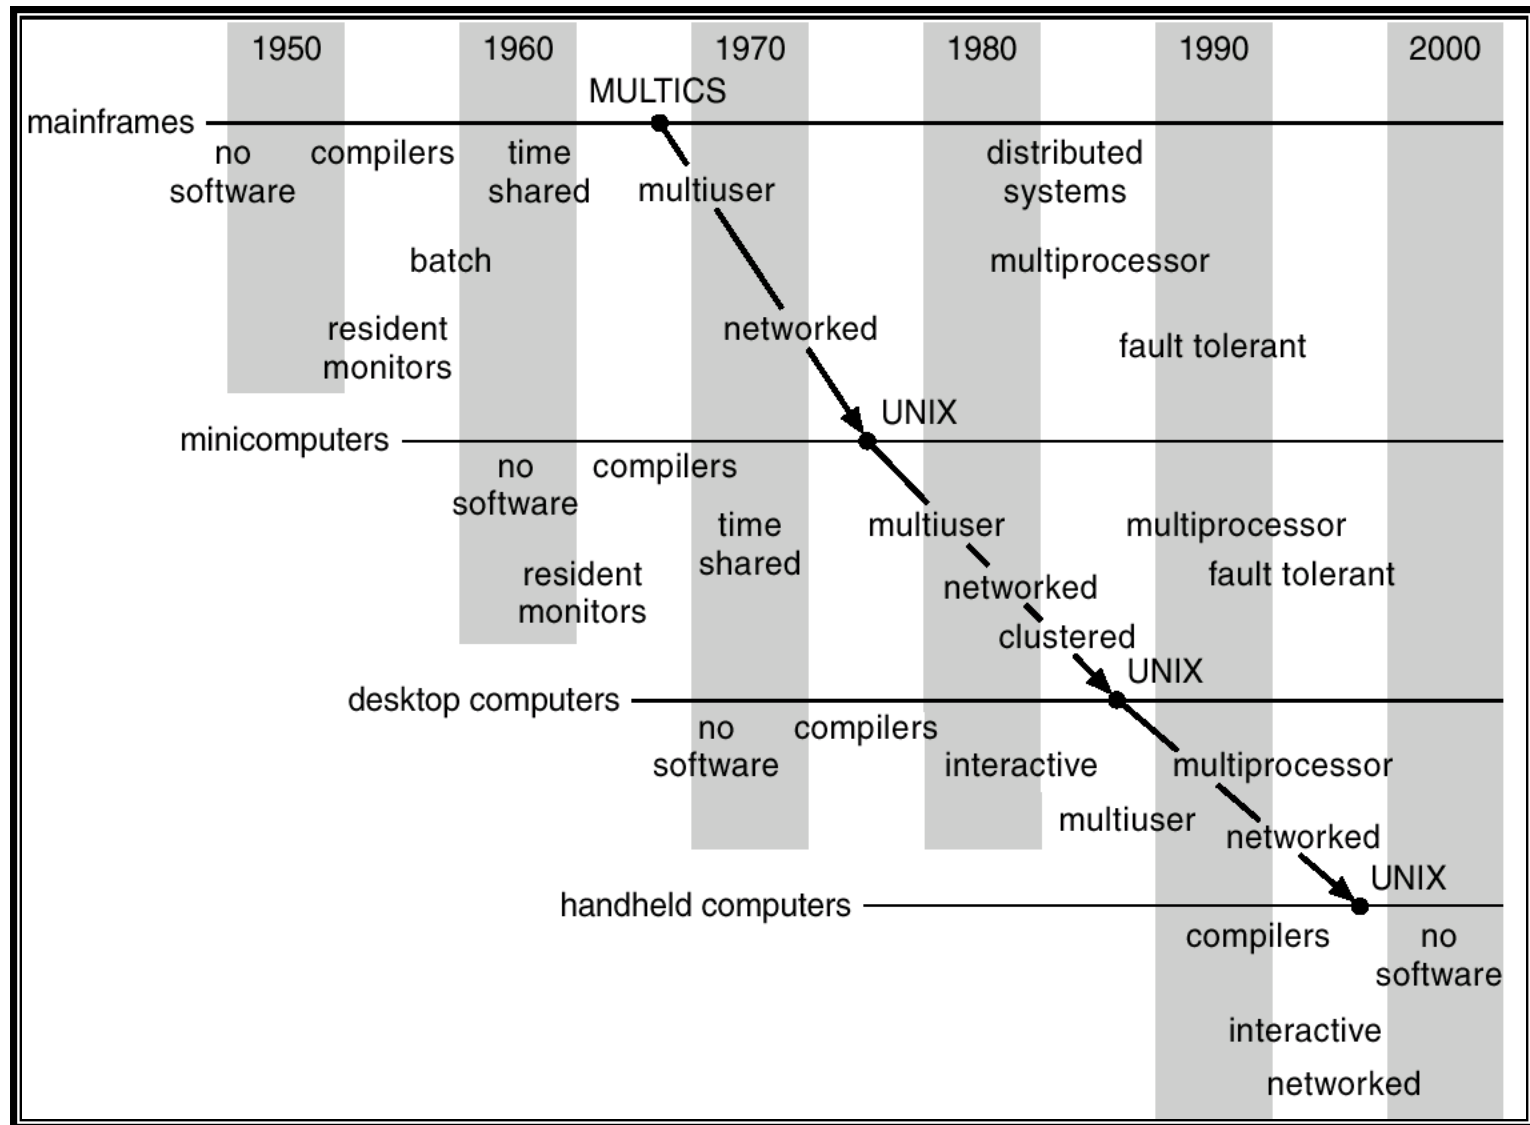 1950 1960 1970 1980 1990 2000
MULTICS
mainframes
no compilers time distributed
software shared multiuser systems
batch multiprocessor
resident networked fault tolerant
monitors
UNIX
minicomputers
no compilers
software
time multiuser multiprocessor
shared
resident networked fault tolerant
monitors
clustered
UNIX
desktop computers
no compilers
software interactive multiprocessor
multiuser networked
UNIX
handheld computers
compilers no
software
interactive
networked